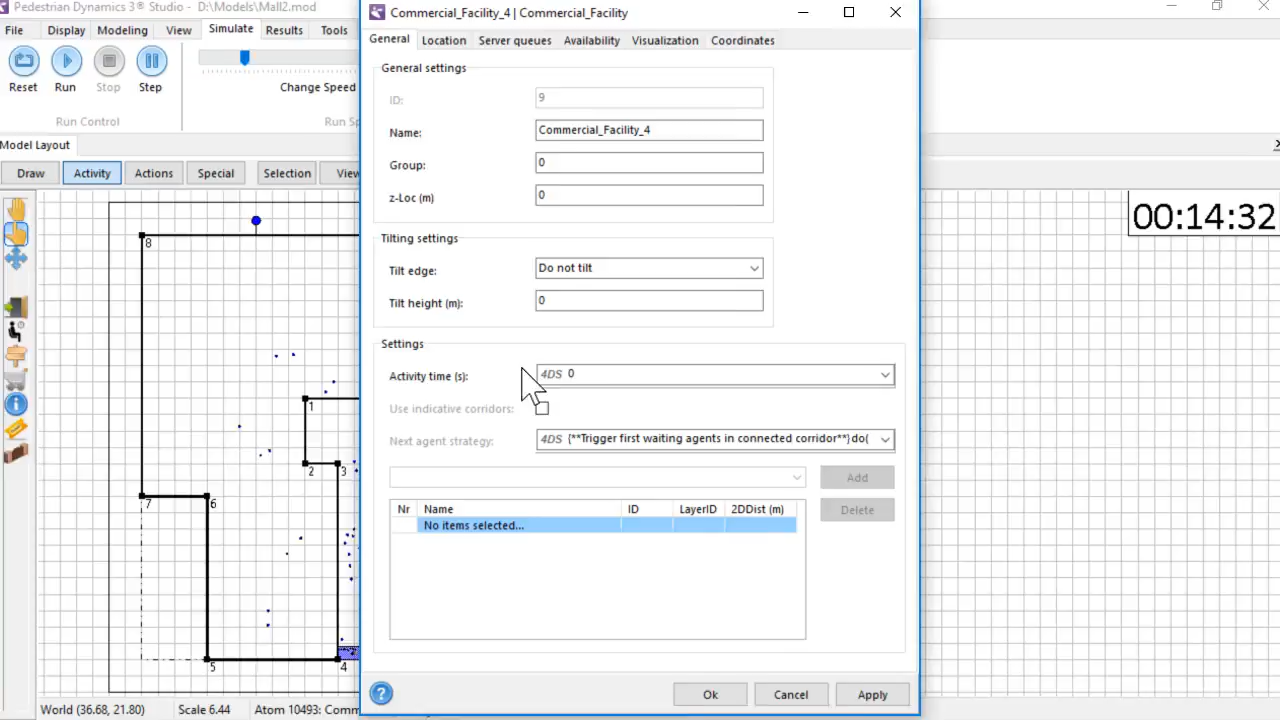 Pedestrian Dynamics 3® Studio - D:\Models\Mall2.mod
File Display Modeling View Simulate Results Tools
Reset Run Stop Step
Change Speed
Run Control Run Sp
Model Layout
Draw Activity Actions Special Selection View
00:14:32
8
1
2 3
7 6
5 4
World (36.68, 21.80) Scale 6.44 Atom 10493: Comm
Commercial_Facility_4 | Commercial_Facility
General Location Server queues Availability Visualization Coordinates
General settings
ID: 9
Name: Commercial_Facility_4
Group: 0
z-Loc (m) 0
Tilting settings
Tilt edge: Do not tilt
Tilt height (m): 0
Settings
Activity time (s): 4DS 0
Use indicative corridors:
Next agent strategy: 4DS {**Trigger first waiting agents in connected corridor**}do(
Add
Nr Name ID LayerID 2DDist (m)
Delete
No items selected...
? Ok Cancel Apply